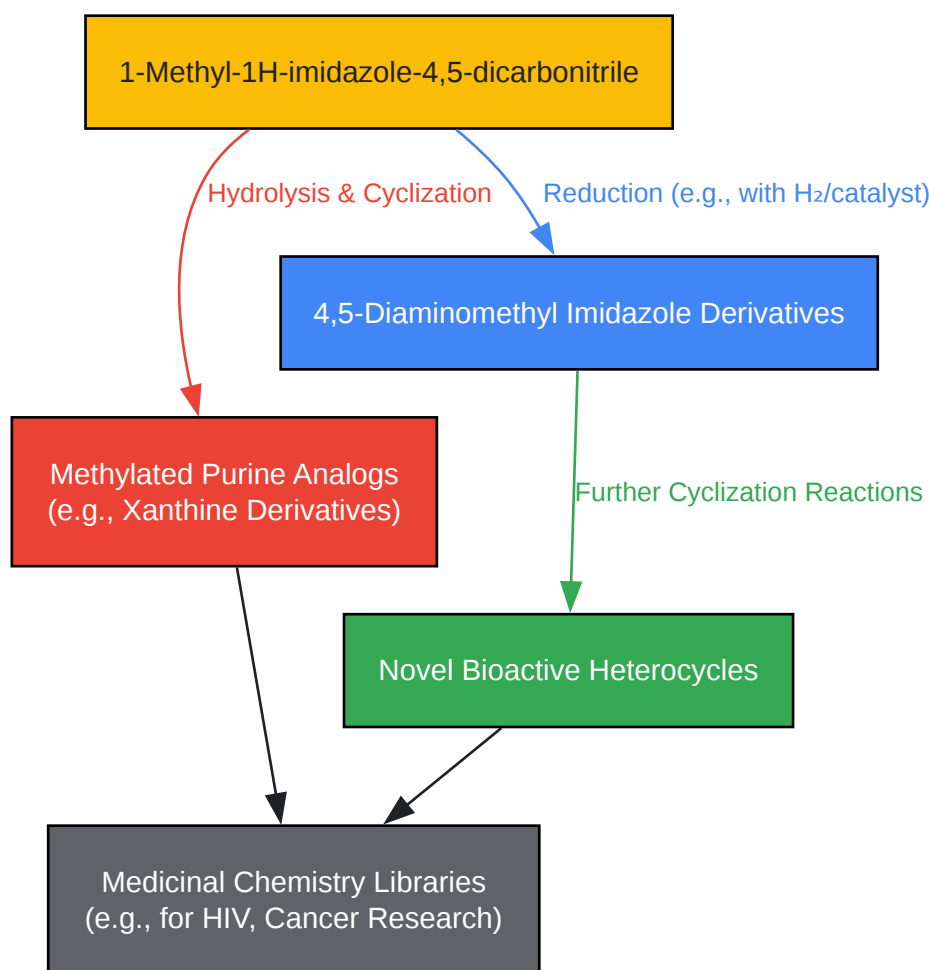 1-Methyl-1H-imidazole-4,5-dicarbonitrile
Hydrolysis & Cyclization
Reduction (e.g., with H₂/catalyst)
4,5-Diaminomethyl Imidazole Derivatives
Methylated Purine Analogs
(e.g., Xanthine Derivatives)
Further Cyclization Reactions
Novel Bioactive Heterocycles
Medicinal Chemistry Libraries
(e.g., for HIV, Cancer Research)